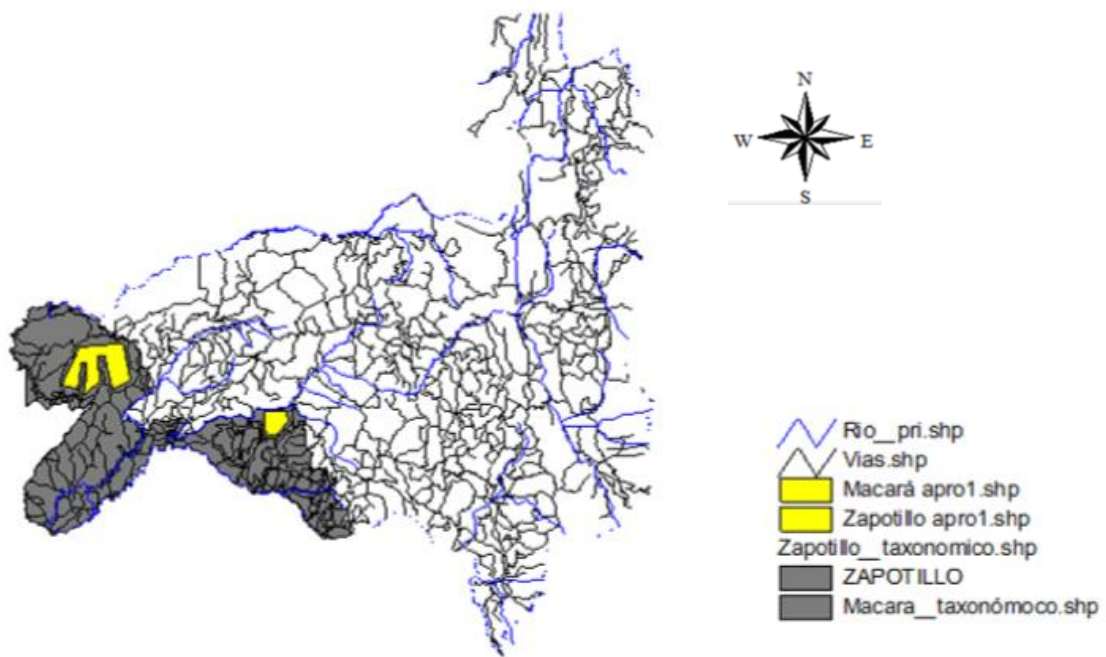 N
W E
S
Rio__pri.shp
Vias.shp
Macará apro1.shp
Zapotillo apro1.shp
Zapotillo__taxonomico.shp
ZAPOTILLO
Macara__taxonómoco.shp